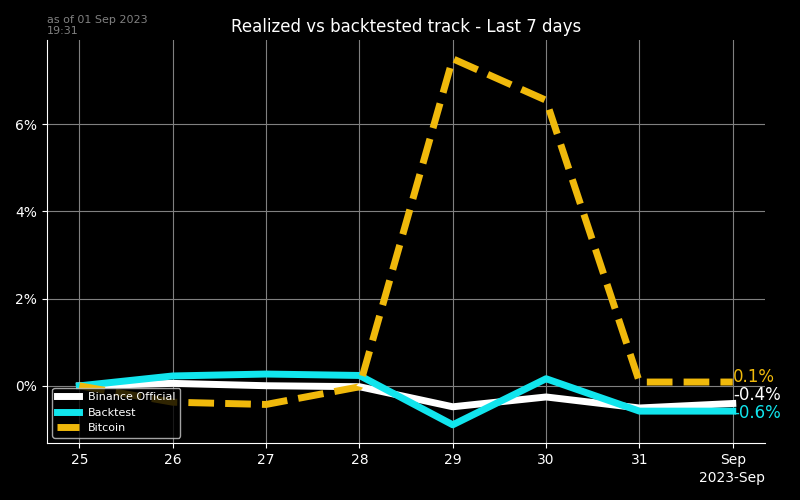 as of 01 Sep 2023
19:31
Realized vs backtested track - Last 7 days
6%
4%
2%
0%
0.1%
-0.4%
-0.6%
Binance Official
Backtest
Bitcoin
25 26 27 28 29 30 31 Sep
2023-Sep